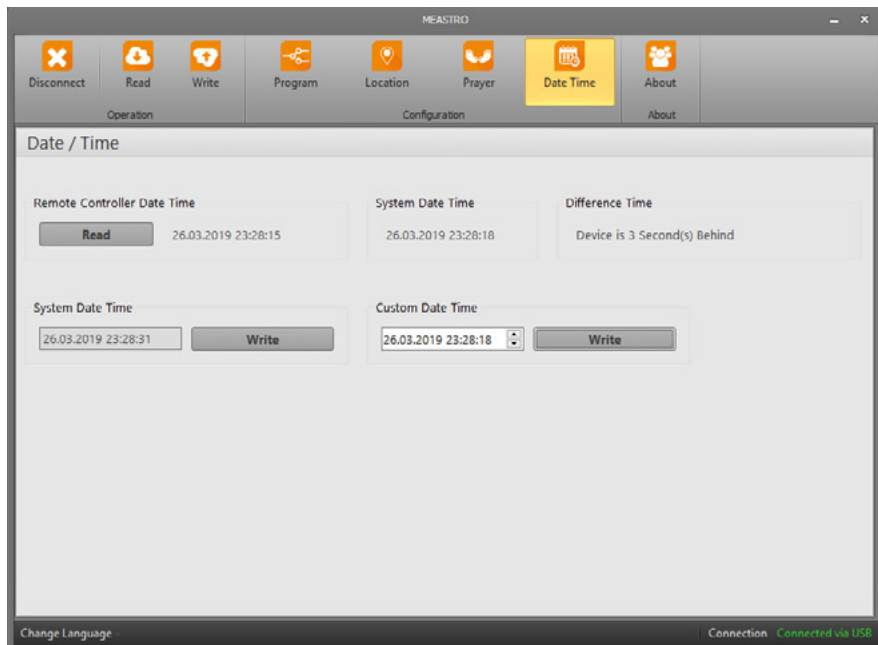 MEASTRO
Disconnect Read Write Program Location Prayer Date Time About
Operation Configuration About
Date / Time
Remote Controller Date Time System Date Time Difference Time
Read 26.03.2019 23:28:15 26.03.2019 23:28:18 Device is 3 Second(s) Behind
System Date Time Custom Date Time
26.03.2019 23:28:31 Write 26.03.2019 23:28:18 Write
Change Language Connection Connected via USB